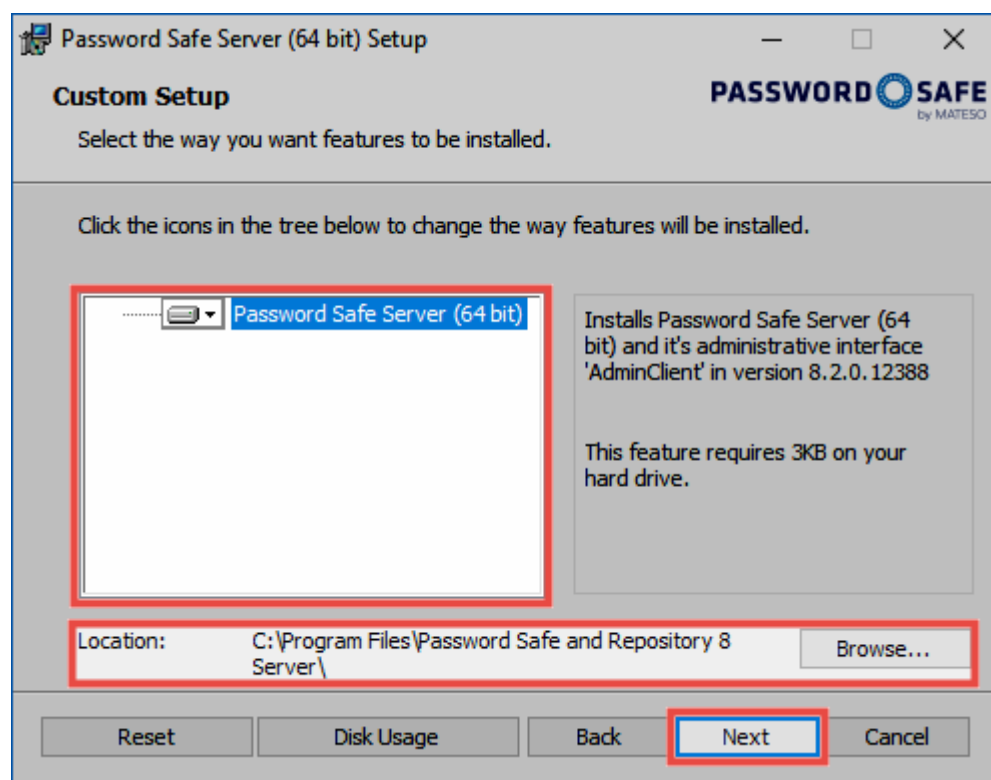 Password Safe Server (64 bit) Setup
Custom Setup
PASSWORD SAFE
by MATESO
Select the way you want features to be installed.
Click the icons in the tree below to change the way features will be installed.
Password Safe Server (64 bit)
Installs Password Safe Server (64
bit) and it's administrative interface
'AdminClient' in version 8.2.0.12388
This feature requires 3KB on your
hard drive.
Location:
C:\Program Files\Password Safe and Repository 8
Server\
Browse...
Reset
Disk Usage
Back
Next
Cancel